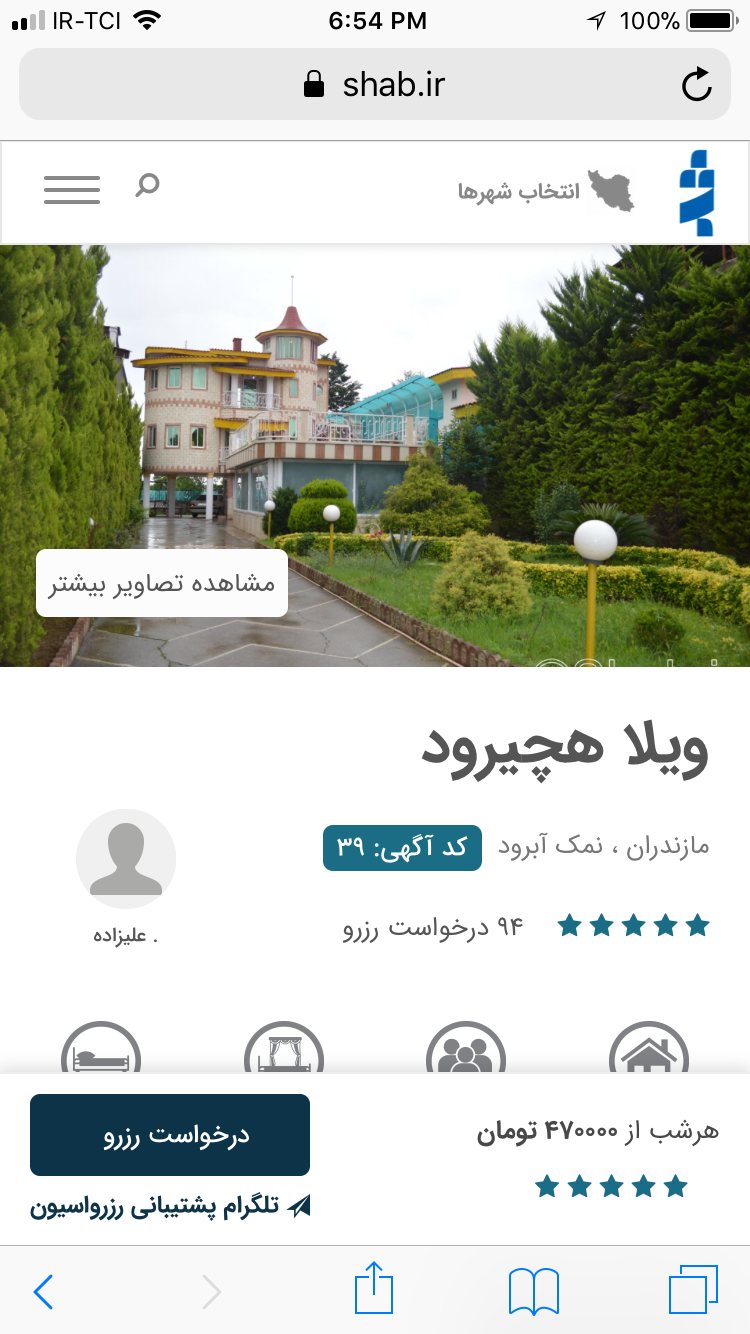 IR-TCI 6:54 PM 100%
shab.ir
انتخاب شهرها
مشاهده تصاویر بیشتر
ویلا هچیرود
مازندران ، نمک آبرود کد آگهی: ۳۹
۹۴ درخواست رزرو
. علیزاده
هرشب از ۴۷۰۰۰۰ تومان
درخواست رزرو
تلگرام پشتیبانی رزرواسیون